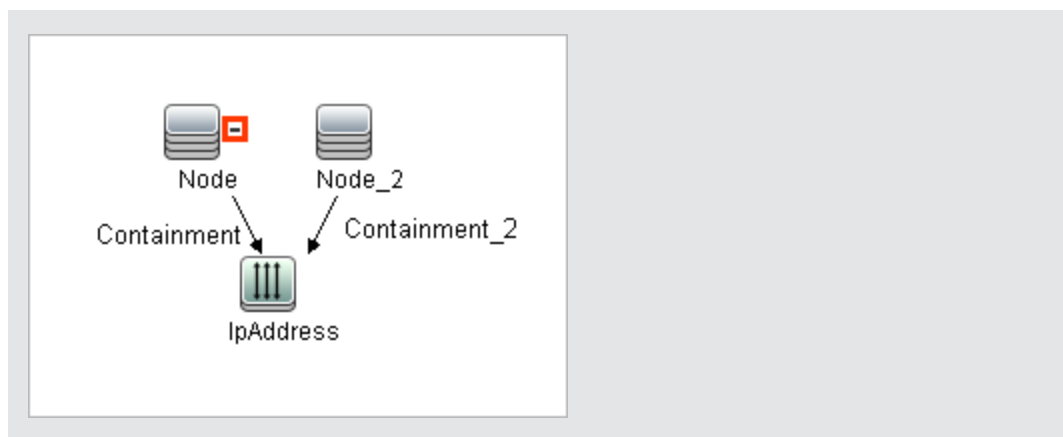 Node
Node_2
Containment
Containment_2
IpAddress